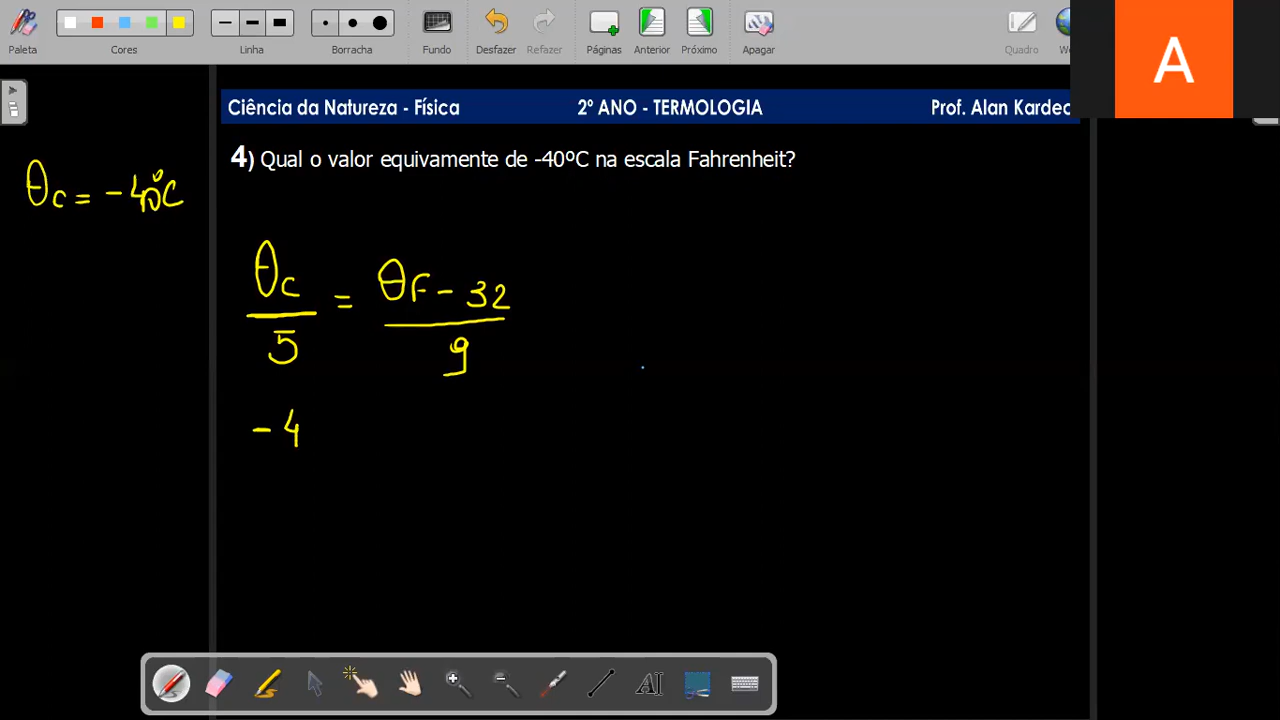 Paleta Cores Linha Borracha Fundo Desfazer Refazer Páginas Anterior Próximo Apagar Quadro
A
Ciência da Natureza - Física 2º ANO - TERMOLOGIA Prof. Alan Kardec
4) Qual o valor equivamente de -40ºC na escala Fahrenheit?
θc = -40°C
θc/5 = θF - 32/9
- 4
AI